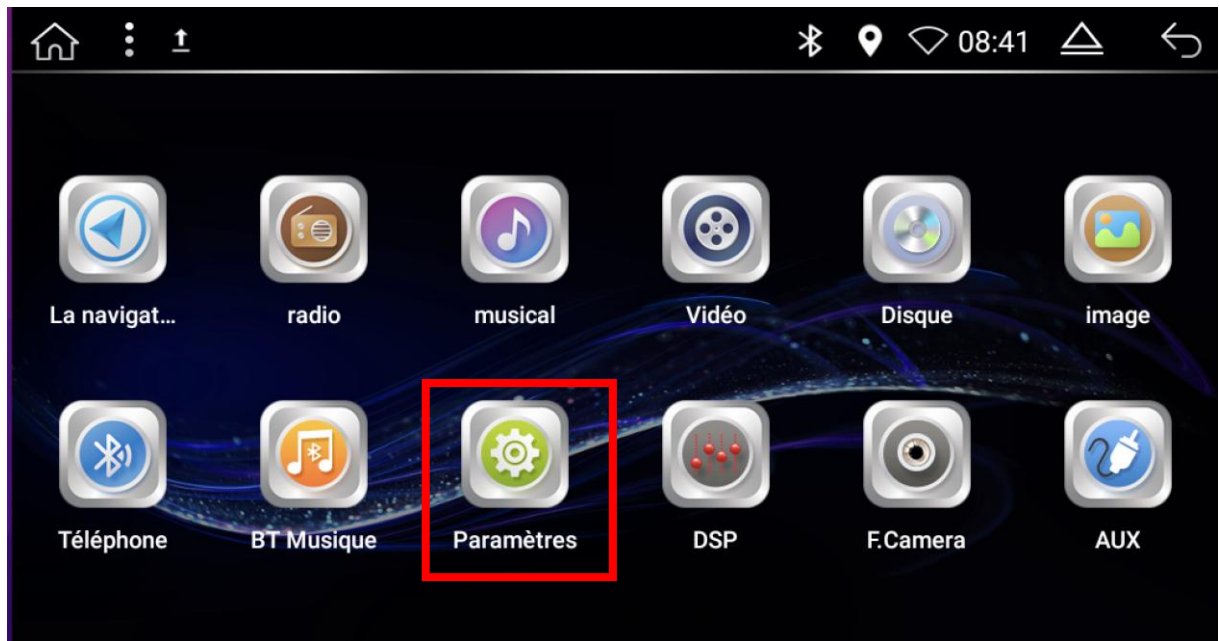 08:41
La navigat...
radio
musical
Vidéo
Disque
image
Téléphone
BT Musique
Paramètres
DSP
F.Camera
AUX